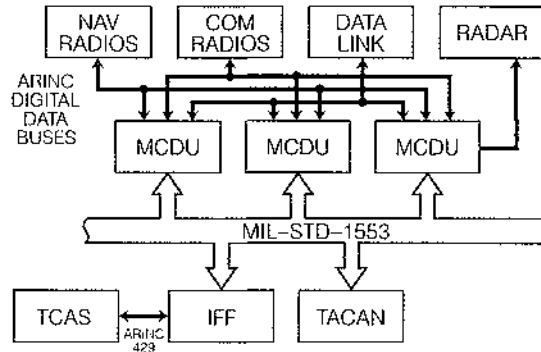 NAV
RADIOS
COM
RADIOS
DATA
LINK
RADAR
ARINC
DIGITAL
DATA
BUSES
MCDU
MCDU
MCDU
MIL-STD-1553
TCAS
ARINC
429
IFF
TACAN